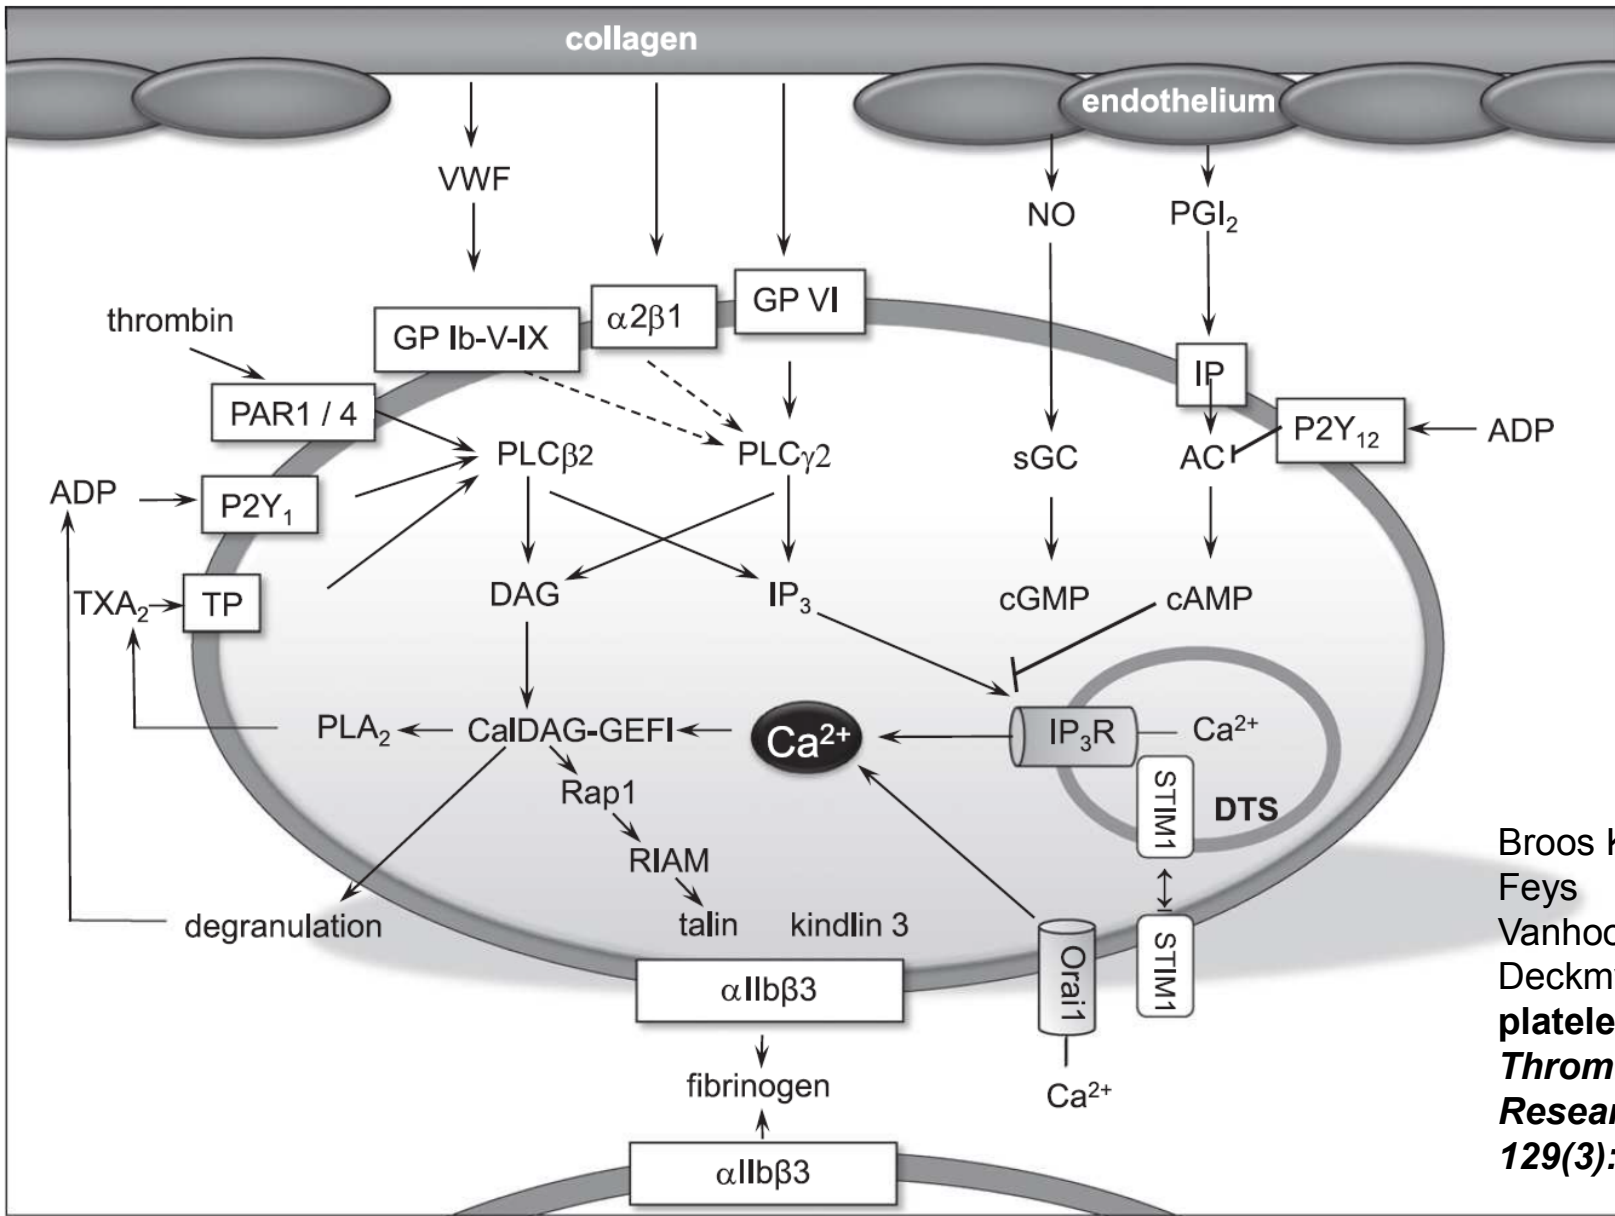 collagen
endothelium
VWF
NO
PGI₂
thrombin
GP Ib-V-IX
α2β1
GP VI
IP
PAR1 / 4
P2Y₁₂
ADP
PLCβ2
PLCγ2
sGC
AC
ADP
P2Y₁
TXA₂
TP
DAG
IP₃
cGMP
cAMP
PLA₂
CalDAG-GEFI
Ca²⁺
IP₃R
Ca²⁺
Rap1
STIM1
DTS
RIAM
degranulation
talin
kindlin 3
Orai1
STIM1
αIIbβ3
fibrinogen
Ca²⁺
αIIbβ3
Broos
Feys
129(3):